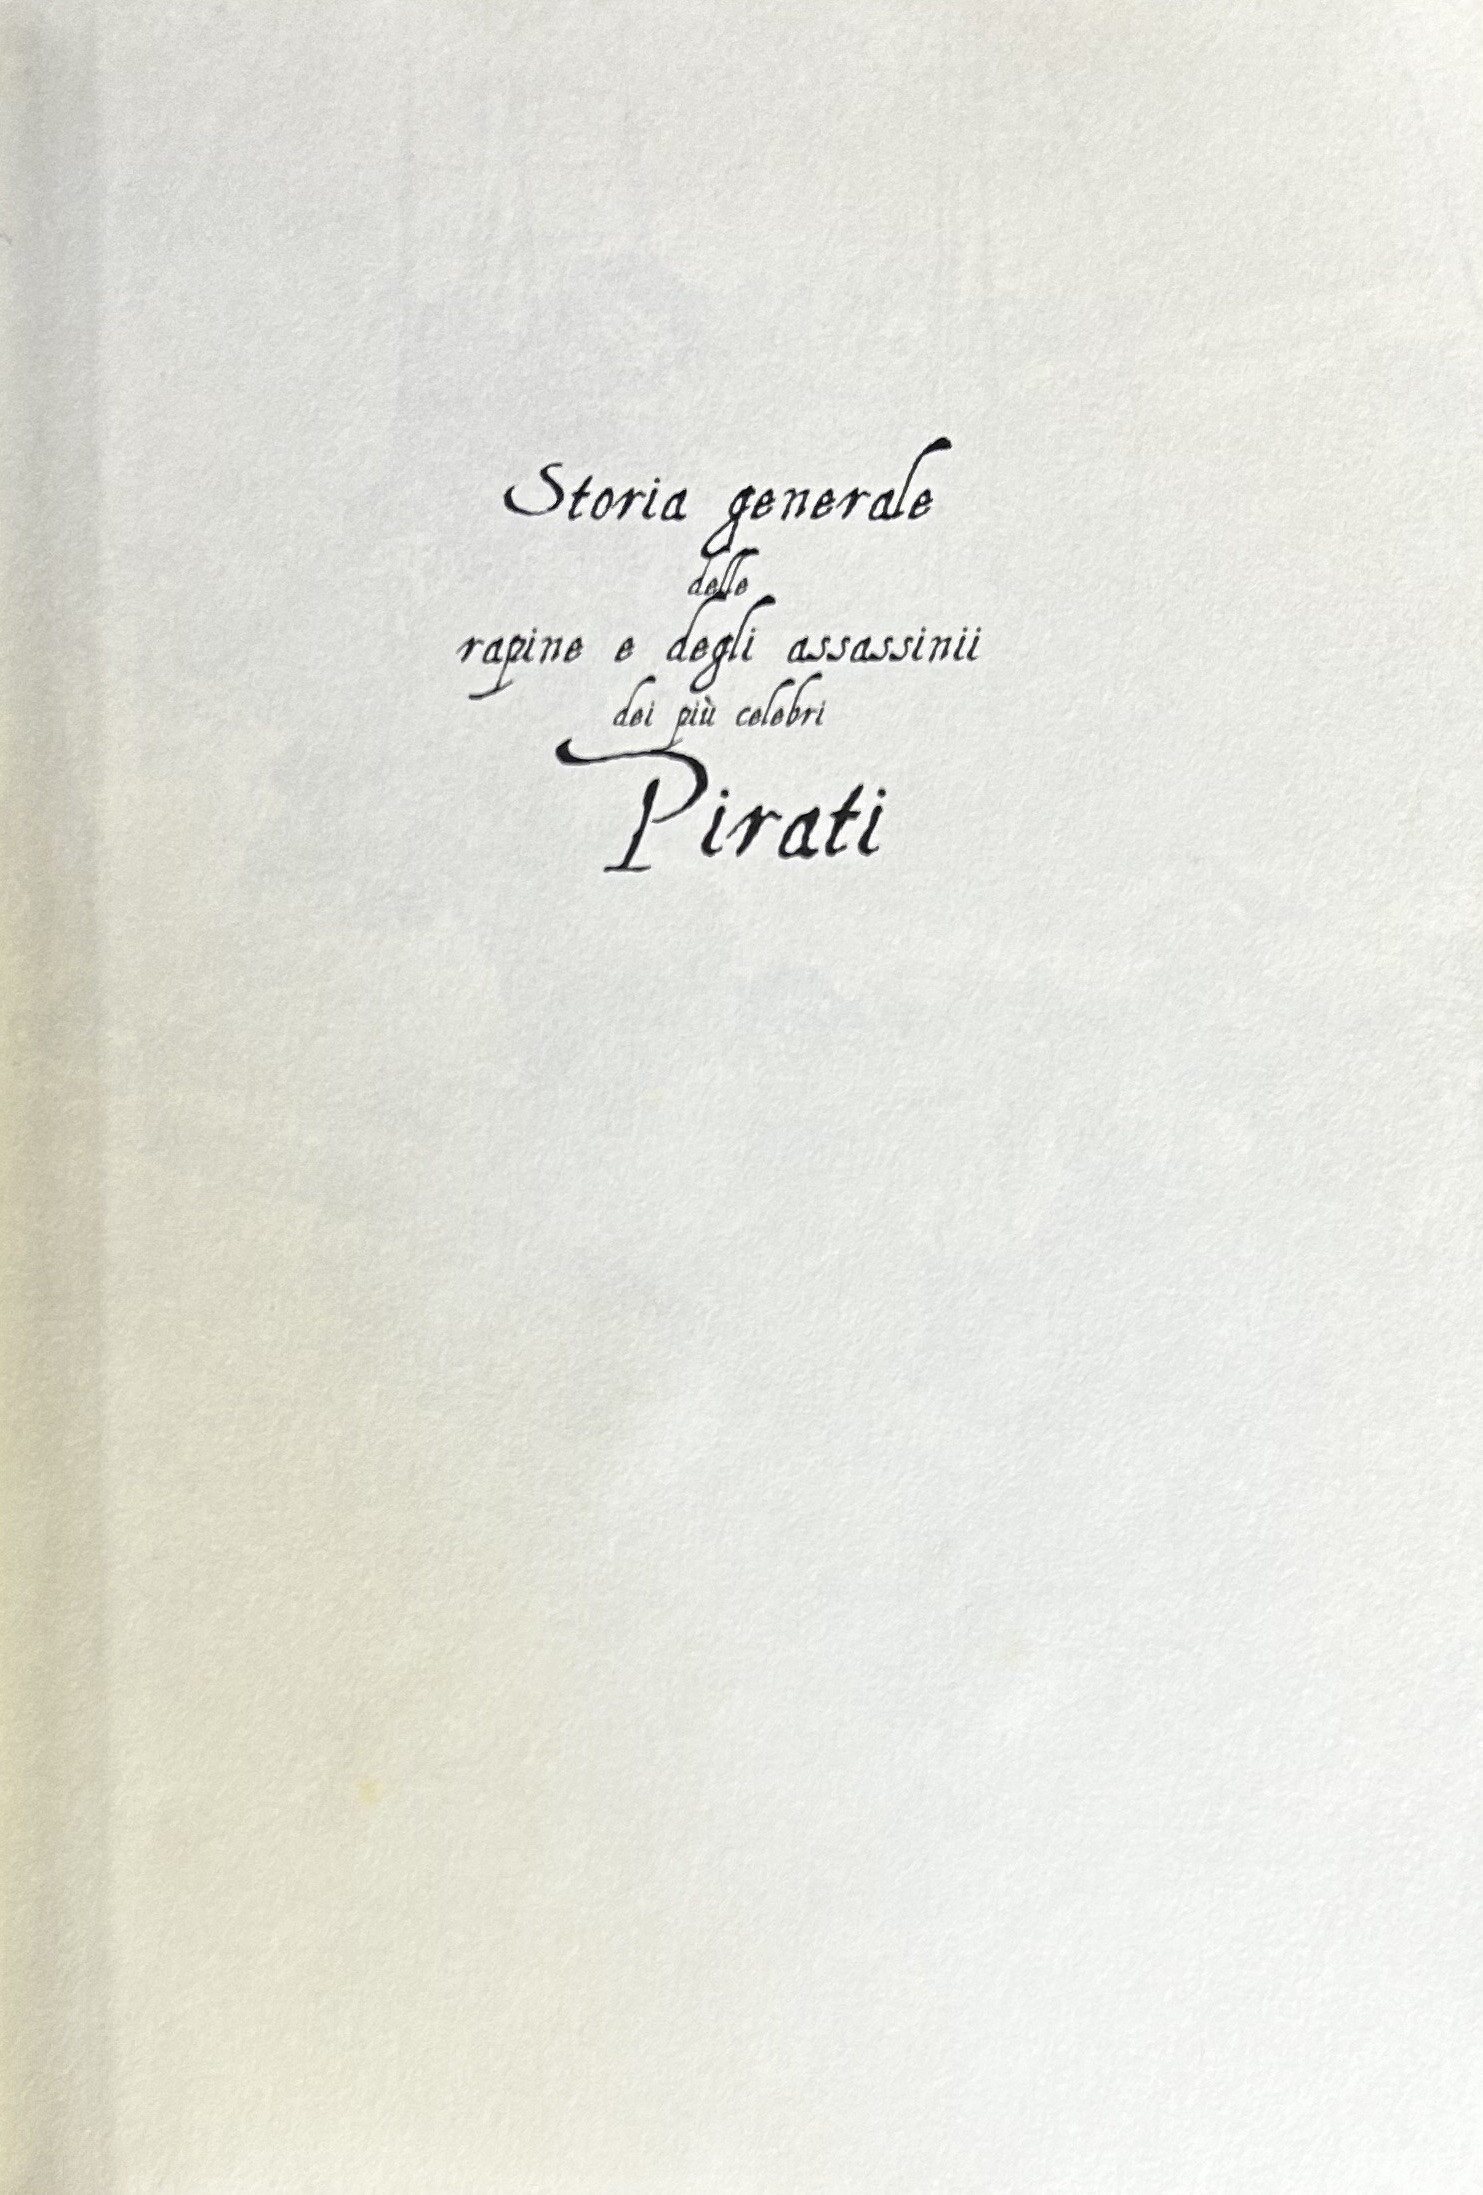 Storia generale
delle
rapine e degli assassinii
dei più celebri
Pirati